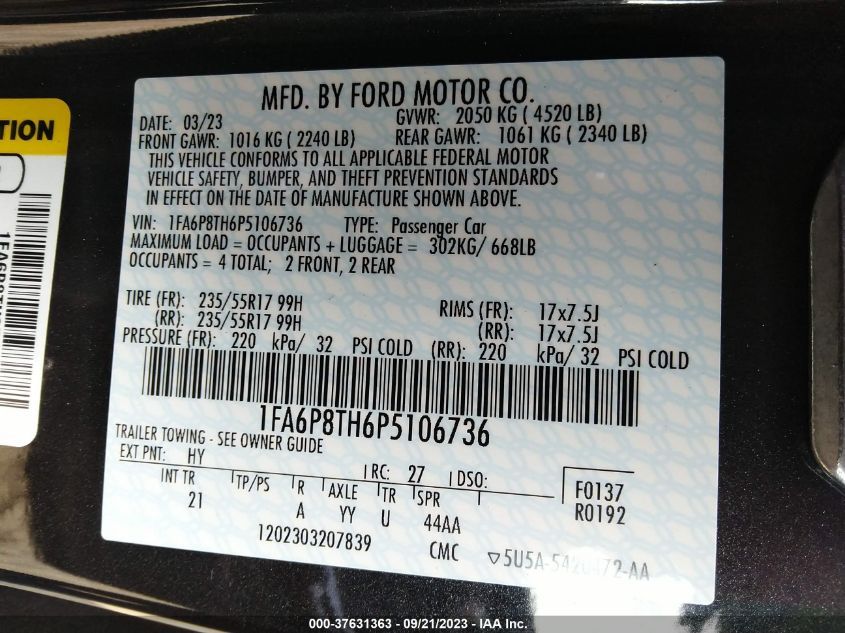 MFD. BY FORD MOTOR CO.
DATE: 03/23 GVWR: 2050 KG ( 4520 LB)
FRONT GAWR: 1016 KG ( 2240 LB) REAR GAWR: 1061 KG ( 2340 LB)
THIS VEHICLE CONFORMS TO ALL APPLICABLE FEDERAL MOTOR
VEHICLE SAFETY, BUMPER, AND THEFT PREVENTION STANDARDS
IN EFFECT ON THE DATE OF MANUFACTURE SHOWN ABOVE.
VIN: 1FA6P8TH6P5106736 TYPE: Passenger Car
MAXIMUM LOAD = OCCUPANTS + LUGGAGE = 302KG/ 668LB
OCCUPANTS = 4 TOTAL; 2 FRONT, 2 REAR
TIRE (FR): 235/55R17 99H RIMS (FR): 17x7.5J
(RR): 235/55R17 99H (RR): 17x7.5J
PRESSURE (FR): 220 kPa/ 32 PSI COLD (RR): 220 kPa/ 32 PSI COLD
1FA6P8TH6P5106736
TRAILER TOWING - SEE OWNER GUIDE
EXT PNT: HY RC: 27 DSO:
INT TR TP/PS R AXLE TR SPR
21 A YY U 44AA
F0137
R0192
1202303207839 CMC
000-37631363 - 09/21/2023 - IAA Inc.